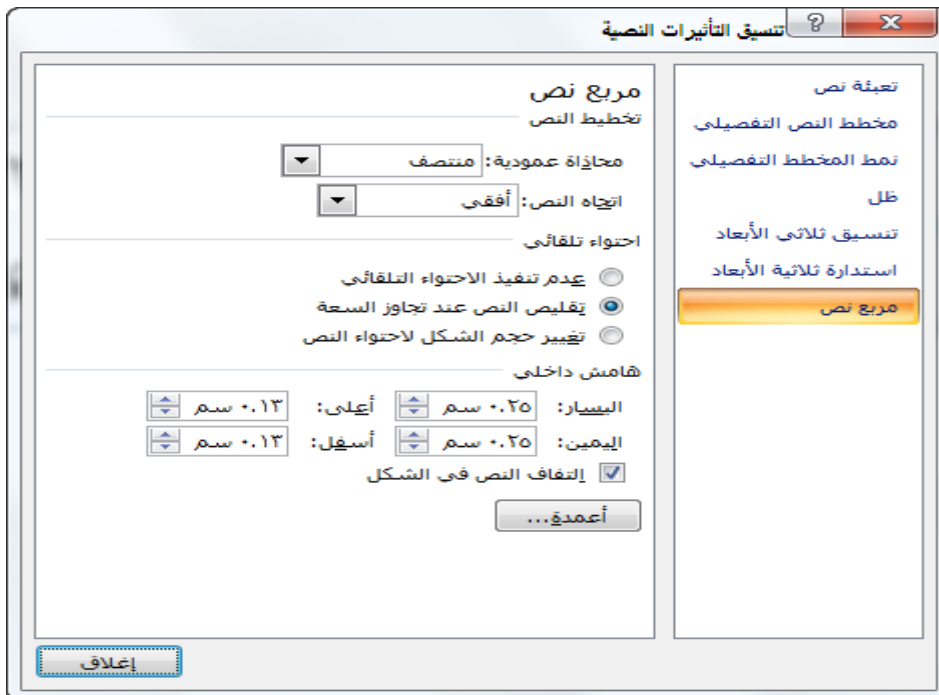 تنسيق التأثيرات النصية
تعبئة نص
مخطط النص التفصيلي
نمط المخطط التفصيلي
ظل
تنسيق ثلاثي الأبعاد
استدارة ثلاثية الأبعاد
مربع نص
مربع نص
تخطيط النص
محاذاة عمودية: منتصف
اتجاه النص: أفقي
احتواء تلقائي
عدم تنفيذ الاحتواء التلقائي
تقليص النص عند تجاوز السعة
تغيير حجم الشكل لاحتواء النص
هامش داخلي
اليسار: ٠.٢٥ سم أعلى: ٠.١٣ سم
اليمين: ٠.٢٥ سم أسفل: ٠.١٣ سم
التفاف النص في الشكل
أعمدة...
إغلاق